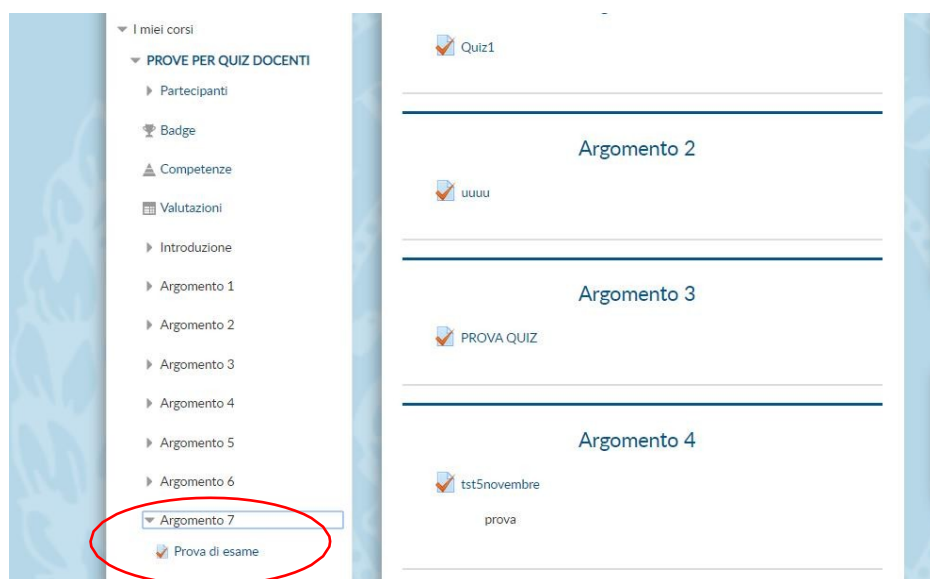 I miei corsi
PROVE PER QUIZ DOCENTI
Partecipanti
Badge
Competenze
Valutazioni
Introduzione
Argomento 1
Argomento 2
Argomento 3
Argomento 4
Argomento 5
Argomento 6
Argomento 7
Prova di esame
Quiz1
Argomento 2
uuuu
Argomento 3
PROVA QUIZ
Argomento 4
tst5novembre
prova